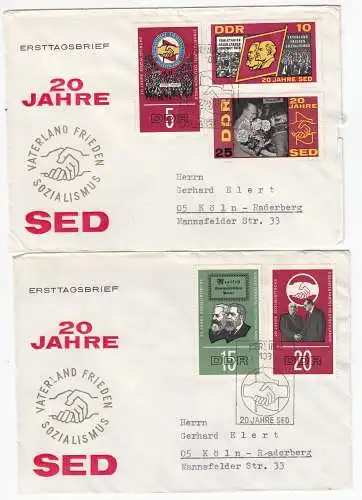 ERSTTAGSBRIEF
20
JAHRE
VATERLAND FRIEDEN
SOZIALISMUS
SED
5
DDR
DDR 10
20 JAHRE SED
DDR
20
JAHRE
25 SED
Herrn
Gerhard Elert
05 Köln - Raderberg
Mannsfelder Str. 33
ERSTTAGSBRIEF
20
JAHRE
VATERLAND FRIEDEN
SOZIALISMUS
SED
Manifest
15
DDR
20
DDR
20 JAHRE SED
Herrn
Gerhard Elert
05 Köln - Raderberg
Mannsfelder Str. 33